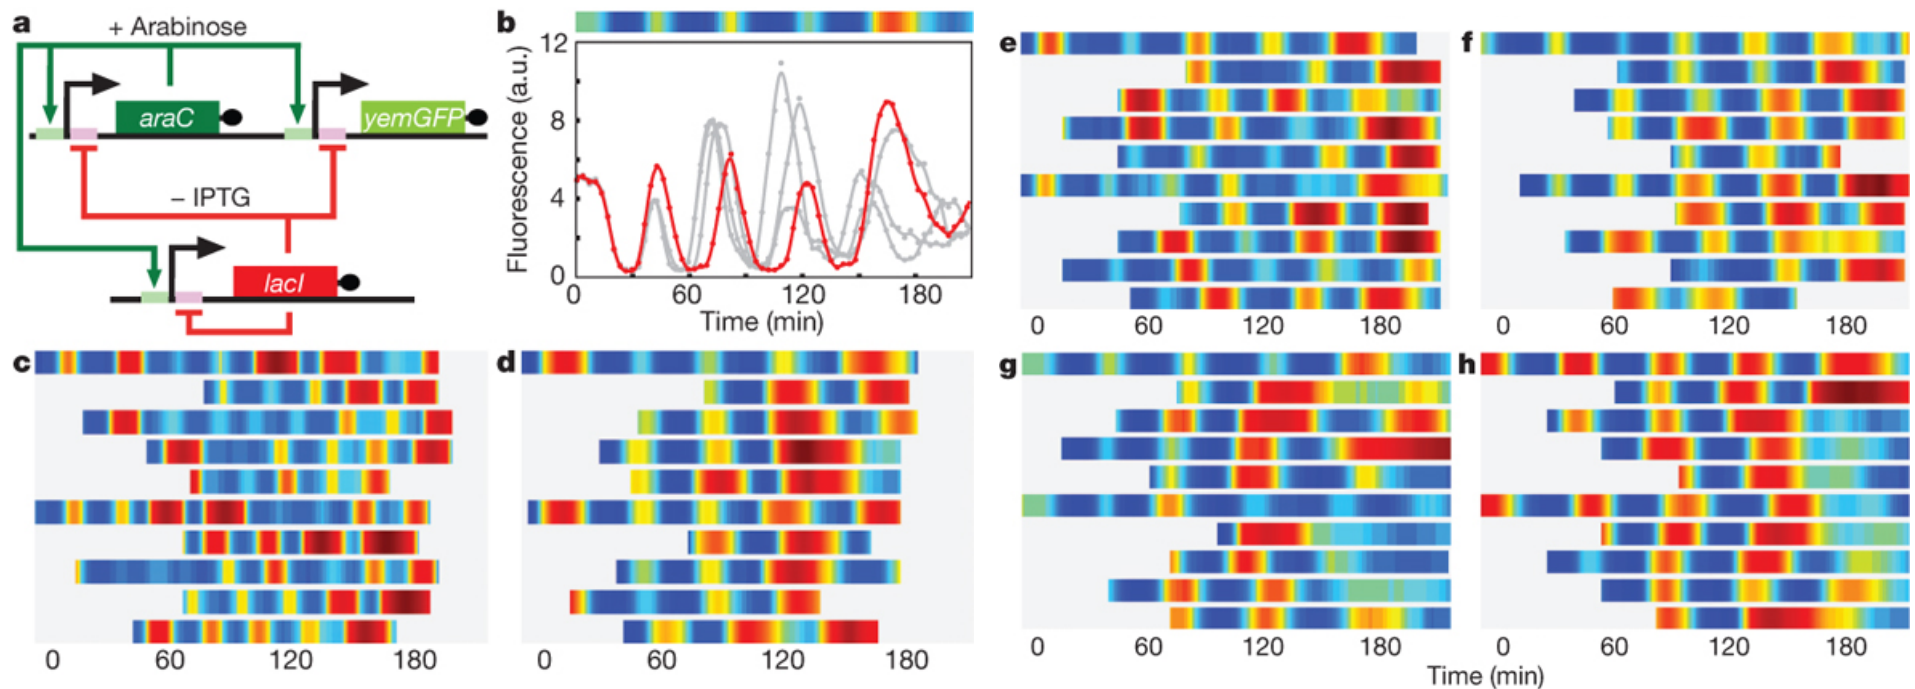 a
+ Arabinose
araC
yemGFP
– IPTG
lacI
b
Fluorescence (a.u.)
12
8
4
0
0 60 120 180
Time (min)
c
0 60 120 180
d
0 60 120 180
e
0 60 120 180
f
0 60 120 180
g
0 60 120 180
h
0 60 120 180
Time (min)